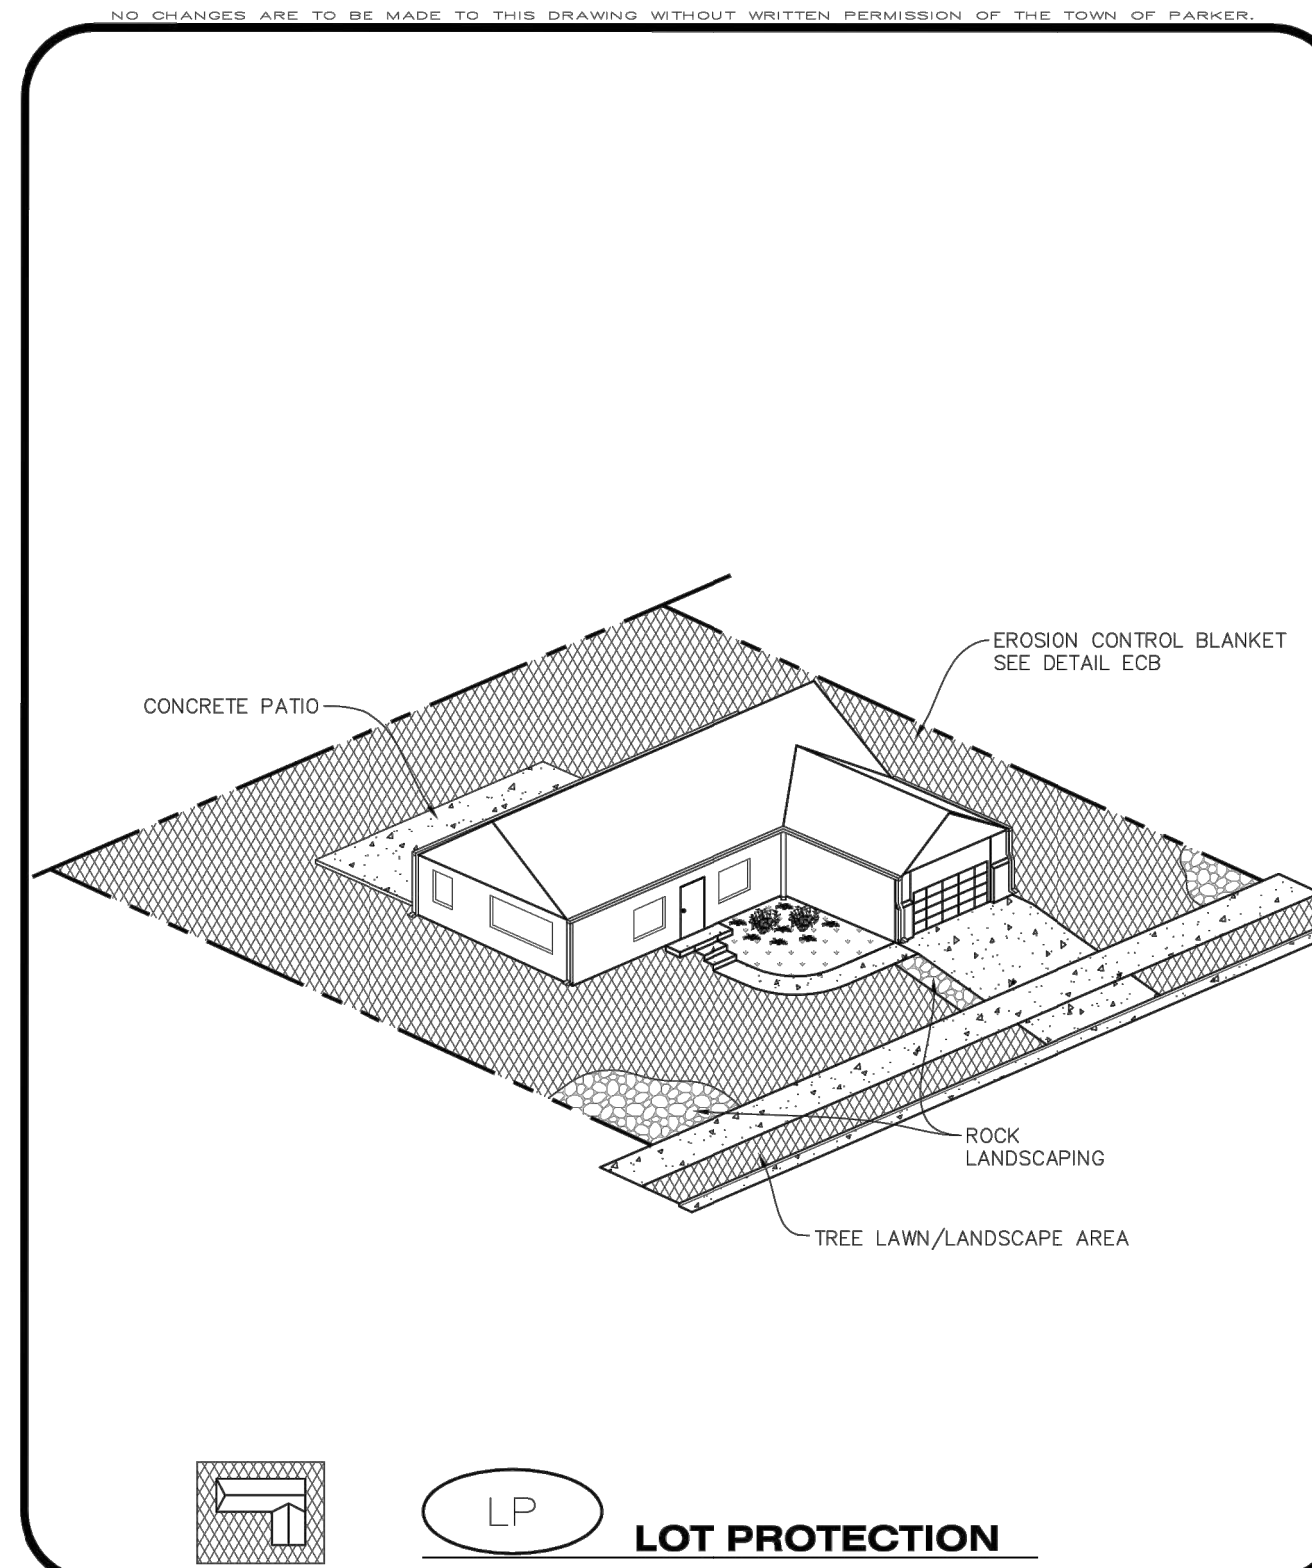 NO CHANGES ARE TO BE MADE TO THIS DRAWING WITHOUT WRITTEN PERMISSION OF THE TOWN OF PARKER.
EROSION CONTROL BLANKET
SEE DETAIL ECB
CONCRETE PATIO
ROCK
LANDSCAPING
TREE LAWN/LANDSCAPE AREA
LP
LOT PROTECTION